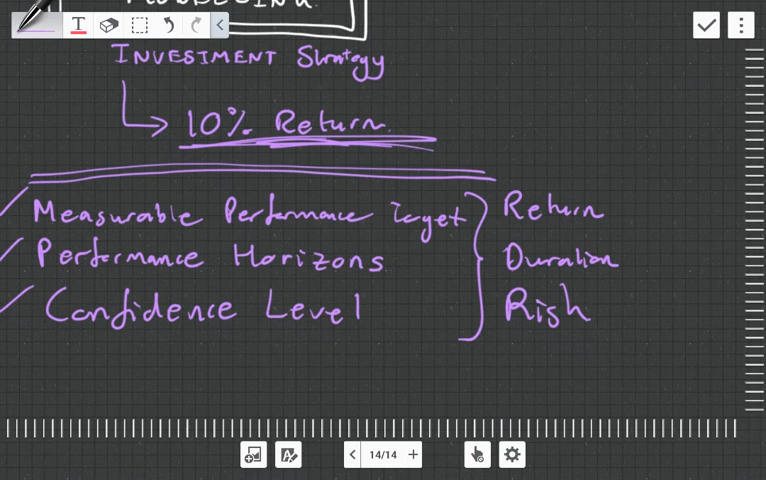 INVESTMENT Strategy
10% Return
Measurable Performance Target
Performance Horizons
Confidence Level
Return
Duration
Risk
14/14
T